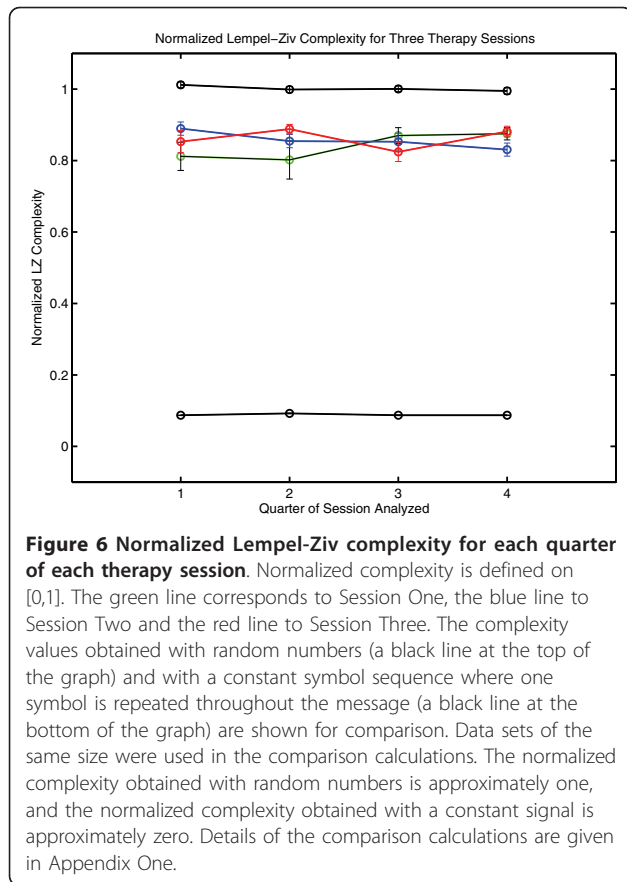 Normalized Lempel-Ziv Complexity for Three Therapy Sessions
1
0.8
0.6
0.4
0.2
0
Normalized LZ Complexity
1 2 3 4
Quarter of Session Analyzed
Figure 6 Normalized Lempel-Ziv complexity for each quarter
of each therapy session. Normalized complexity is defined on
[0,1]. The green line corresponds to Session One, the blue line to
Session Two and the red line to Session Three. The complexity
values obtained with random numbers (a black line at the top of
the graph) and with a constant symbol sequence where one
symbol is repeated throughout the message (a black line at the
bottom of the graph) are shown for comparison. Data sets of the
same size were used in the comparison calculations. The normalized
complexity obtained with random numbers is approximately one,
and the normalized complexity obtained with a constant signal is
approximately zero. Details of the comparison calculations are given
in Appendix One.